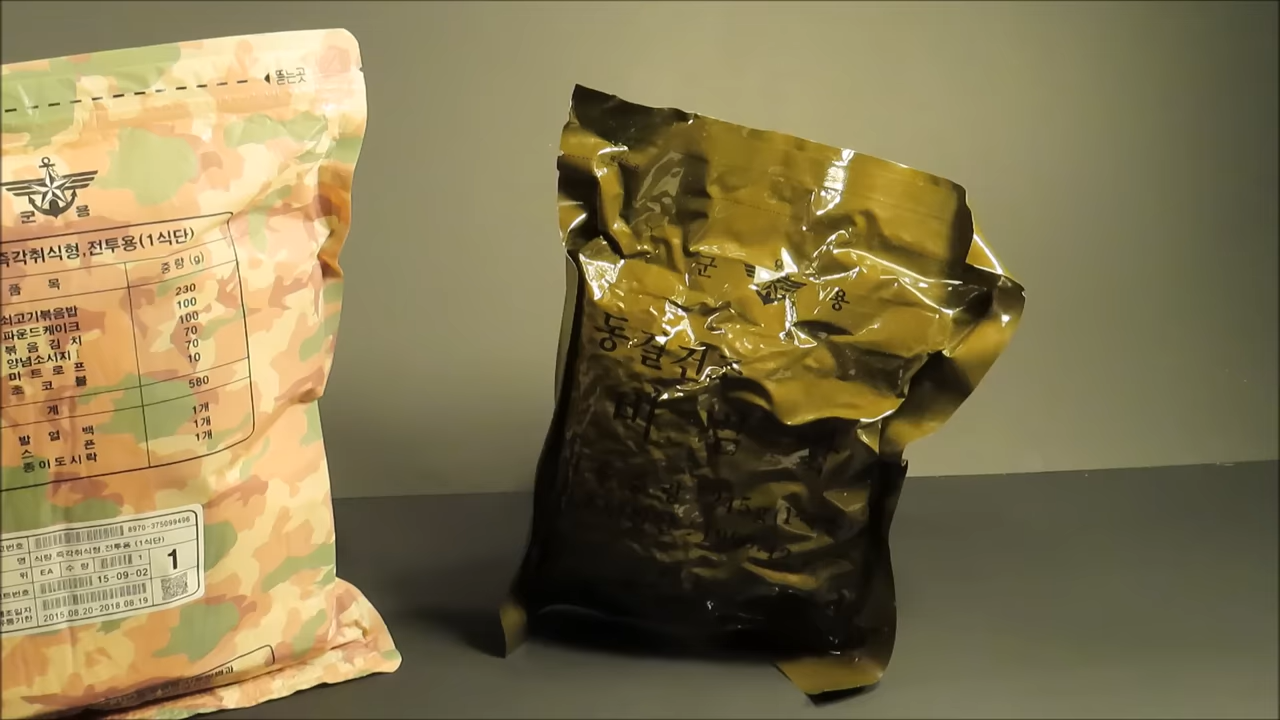 ◀뜯는곳
군 용
즉각취식형,전투용(1식단)
품 목 중량 (g)
쇠고기볶음밥 230
파운드케이크 100
볶음김치 100
양념소시지 70
미트로프 70
초코볼 10
계 580
발열백 1개
스푼 1개
종이도시락 1개
8970-375099496
명 식량,즉각취식형,전투용 (1식단)
위 EA 수량 1
1
15-09-02
2015.08.20-2018.08.19
군 용
동결건조
비